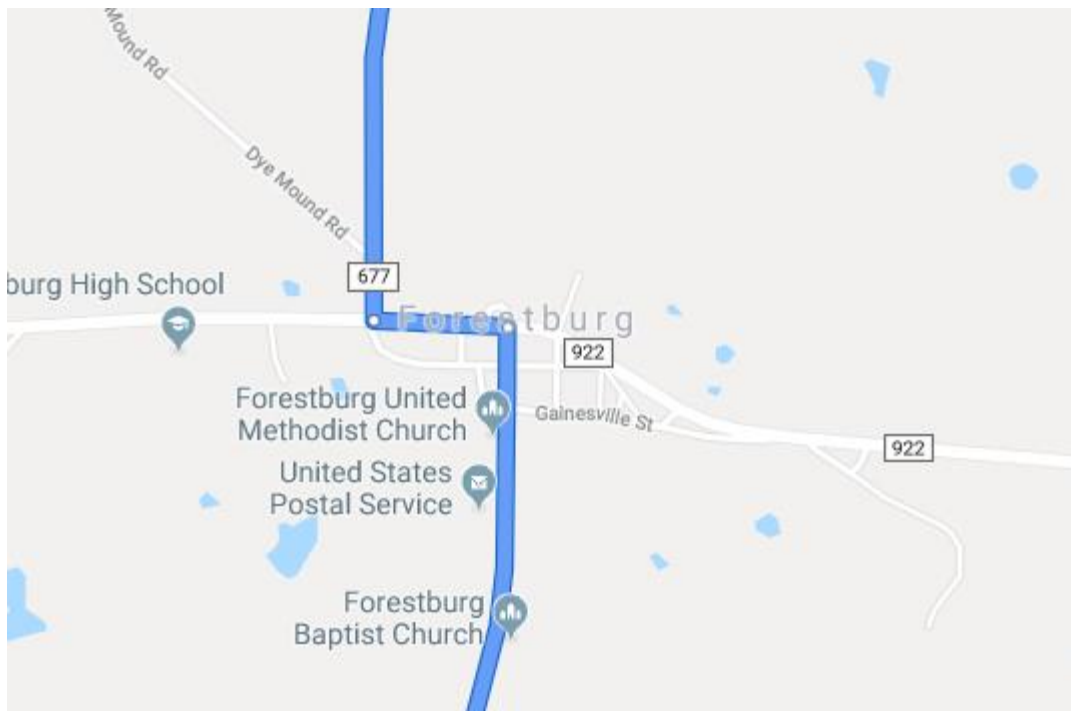 Mound Rd
Dye Mound Rd
677
burg High School
Forestburg
922
Forestburg United
Methodist Church
Gainesville St
922
United States
Postal Service
Forestburg
Baptist Church